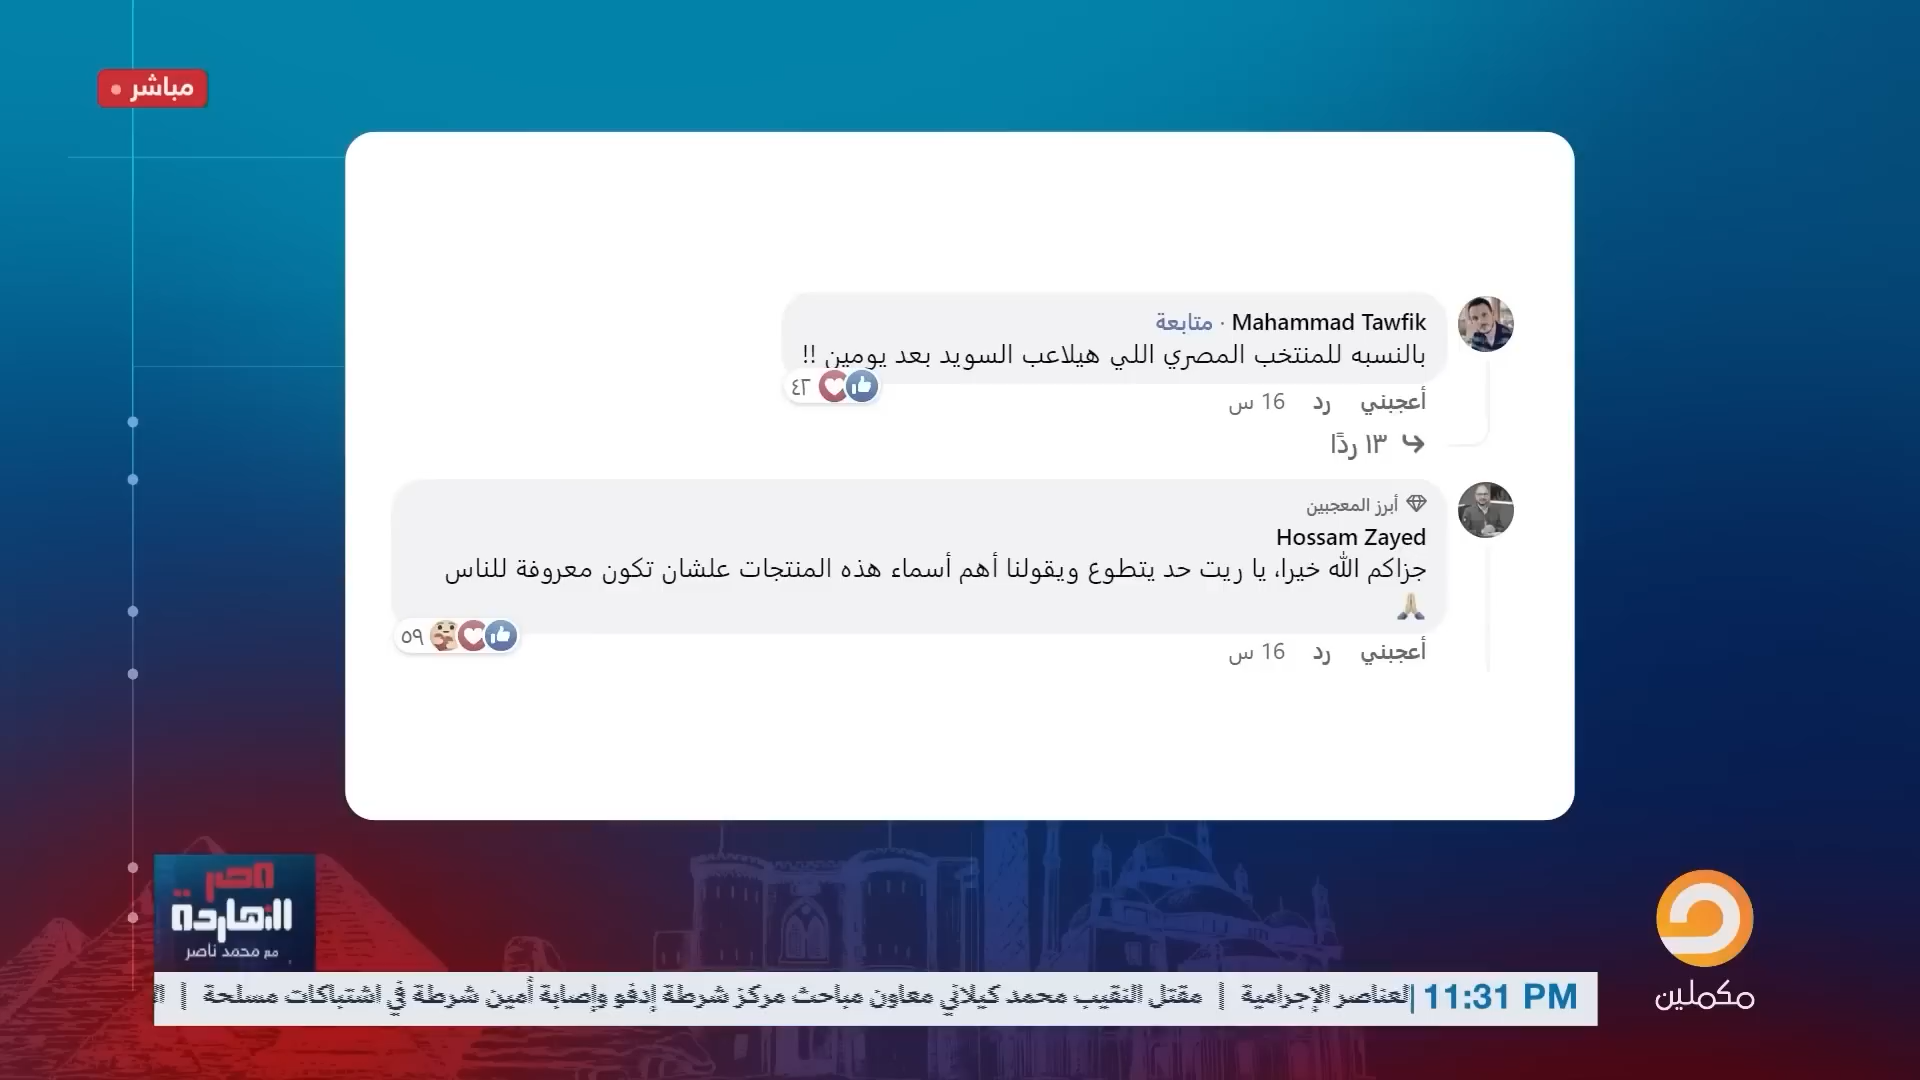 مباشر
Mahammad Tawfik · متابعة
بالنسبه للمنتخب المصري اللي هيلاعب السويد بعد يومين !!
٤٢
أعجبني رد 16 س
١٣ ردًا
أبرز المعجبين
Hossam Zayed
جزاكم الله خيرا، يا ريت حد يتطوع ويقولنا أهم أسماء هذه المنتجات علشان تكون معروفة للناس
🙏🏼
٥٩
أعجبني رد 16 س
مصر
النهاردة
مع محمد ناصر
11:31 PM
لعناصر الإجرامية | مقتل النقيب محمد كيلاني معاون مباحث مركز شرطة إدفو وإصابة أمين شرطة في اشتباكات مسلحة |
مكملين